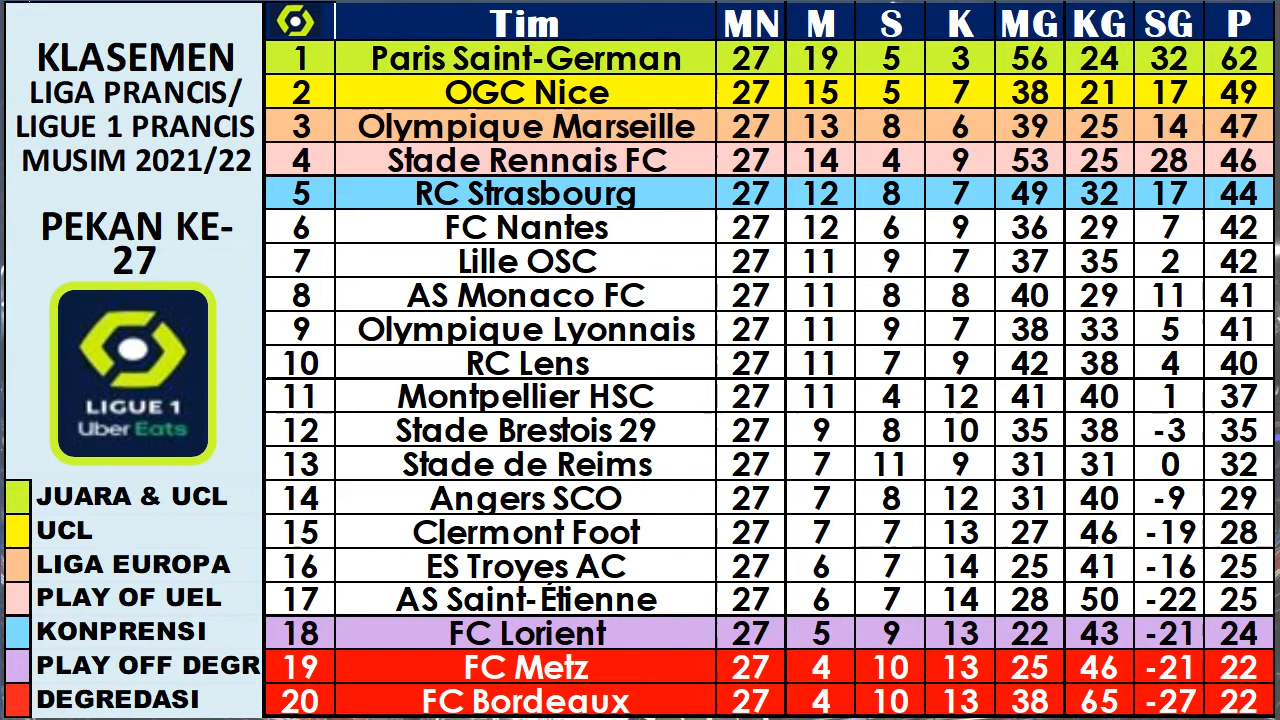 KLASEMEN
LIGA PRANCIS/
LIGUE 1 PRANCIS
MUSIM 2021/22
PEKAN KE-
27
LIGUE 1
Uber Eats
JUARA & UCL
UCL
LIGA EUROPA
PLAY OF UEL
KONPRENSI
PLAY OFF DEGR
DEGREDASI
Tim MN M S K MG KG SG P
1 Paris Saint-German 27 19 5 3 56 24 32 62
2 OGC Nice 27 15 5 7 38 21 17 49
3 Olympique Marseille 27 13 8 6 39 25 14 47
4 Stade Rennais FC 27 14 4 9 53 25 28 46
5 RC Strasbourg 27 12 8 7 49 32 17 44
6 FC Nantes 27 12 6 9 36 29 7 42
7 Lille OSC 27 11 9 7 37 35 2 42
8 AS Monaco FC 27 11 8 8 40 29 11 41
9 Olympique Lyonnais 27 11 9 7 38 33 5 41
10 RC Lens 27 11 7 9 42 38 4 40
11 Montpellier HSC 27 11 4 12 41 40 1 37
12 Stade Brestois 29 27 9 8 10 35 38 -3 35
13 Stade de Reims 27 7 11 9 31 31 0 32
14 Angers SCO 27 7 8 12 31 40 -9 29
15 Clermont Foot 27 7 7 13 27 46 -19 28
16 ES Troyes AC 27 6 7 14 25 41 -16 25
17 AS Saint-Étienne 27 6 7 14 28 50 -22 25
18 FC Lorient 27 5 9 13 22 43 -21 24
19 FC Metz 27 4 10 13 25 46 -21 22
20 FC Bordeaux 27 4 10 13 38 65 -27 22